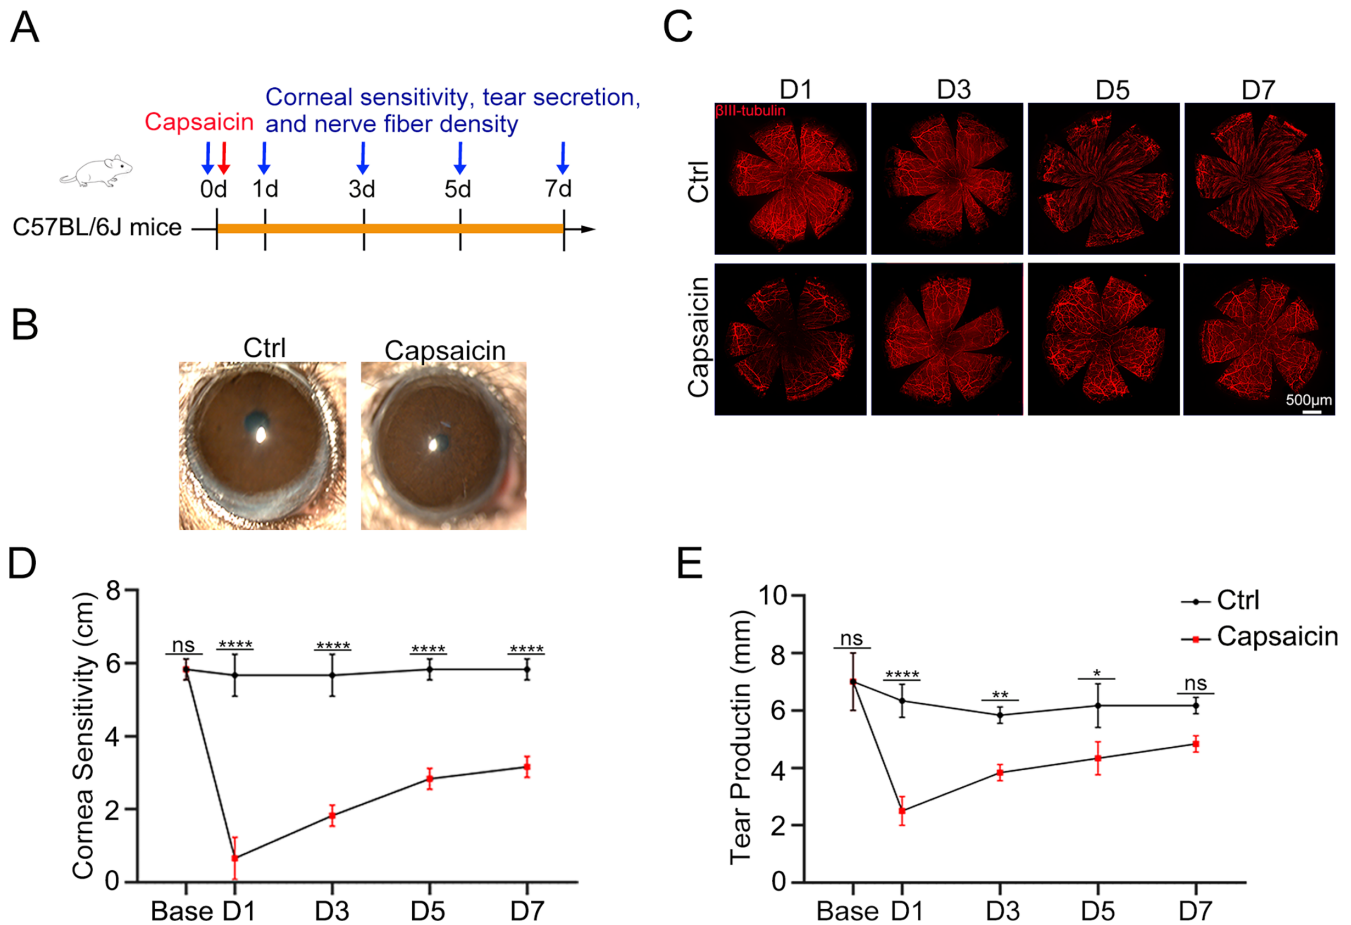 A
Capsaicin
Corneal sensitivity, tear secretion,
and nerve fiber density
0d 1d 3d 5d 7d
C57BL/6J mice
B
Ctrl Capsaicin
C
D1 D3 D5 D7
βIII-tubulin
Ctrl
Capsaicin
500µm
D
Cornea Sensitivity (cm)
8
6
4
2
0
ns **** **** **** ****
Base D1 D3 D5 D7
E
Tear Productin (mm)
10
8
6
4
2
0
ns **** ** * ns
Base D1 D3 D5 D7
Ctrl
Capsaicin